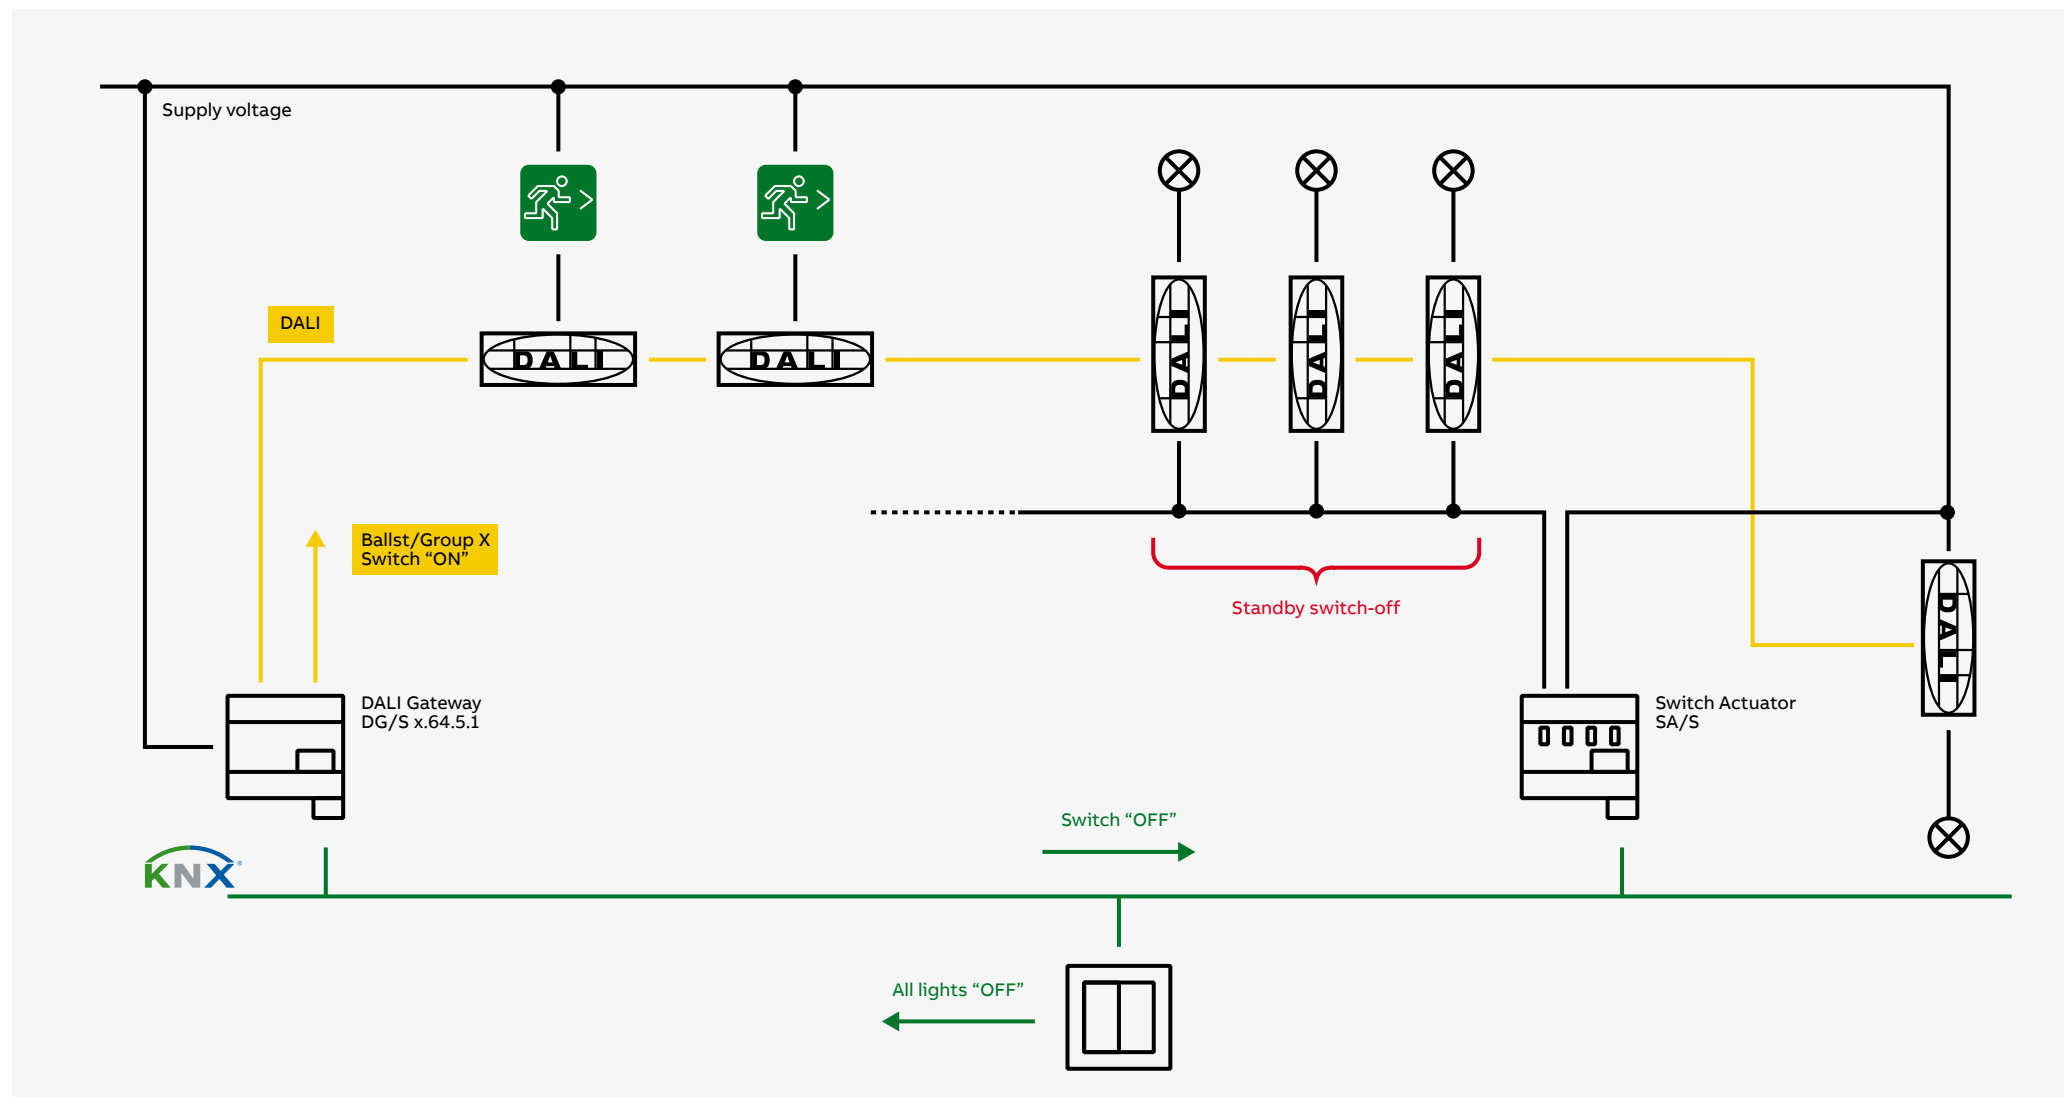 Supply voltage
DALI
DALI
DALI
DALI
DALI
DALI
Ballst/Group X
Switch “ON”
Standby switch-off
DALI
DALI Gateway
DG/S x.64.5.1
Switch Actuator
SA/S
Switch “OFF”
KNX®
All lights “OFF”